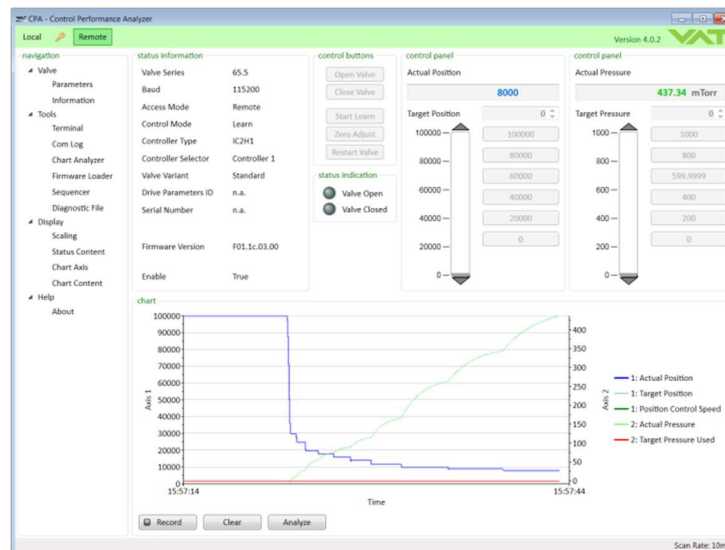 CPA - Control Performance Analyzer
Local
Remote
Version 4.0.2
VAT
navigation
Valve
Parameters
Information
Tools
Terminal
Com Log
Chart Analyzer
Firmware Loader
Sequencer
Diagnostic File
Display
Scaling
Status Content
Chart Axis
Chart Content
Help
About
status information
Valve Series 65.5
Baud 115200
Access Mode Remote
Control Mode Learn
Controller Type IC2H1
Controller Selector Controller 1
Valve Variant Standard
Drive Parameters ID n.a.
Serial Number n.a.
Firmware Version F01.1c.03.00
Enable True
control buttons
Open Valve
Close Valve
Start Learn
Zero Adjust
Restart Valve
status indication
Valve Open
Valve Closed
control panel
Actual Position
8000
Target Position 0
100000 100000
80000 80000
60000 60000
40000 40000
20000 20000
0 0
control panel
Actual Pressure
437.34 mTorr
Target Pressure 0
1000 1000
800 800
600 599.9999
400 400
200 200
0 0
chart
100000
90000
80000
70000
60000
50000
40000
30000
20000
10000
0
Axis 1
400
350
300
250
200
150
100
50
0
Axis 2
15:57:14 15:57:44
Time
1: Actual Position
1: Target Position
1: Position Control Speed
2: Actual Pressure
2: Target Pressure Used
Record Clear Analyze
Scan Rate: 10m